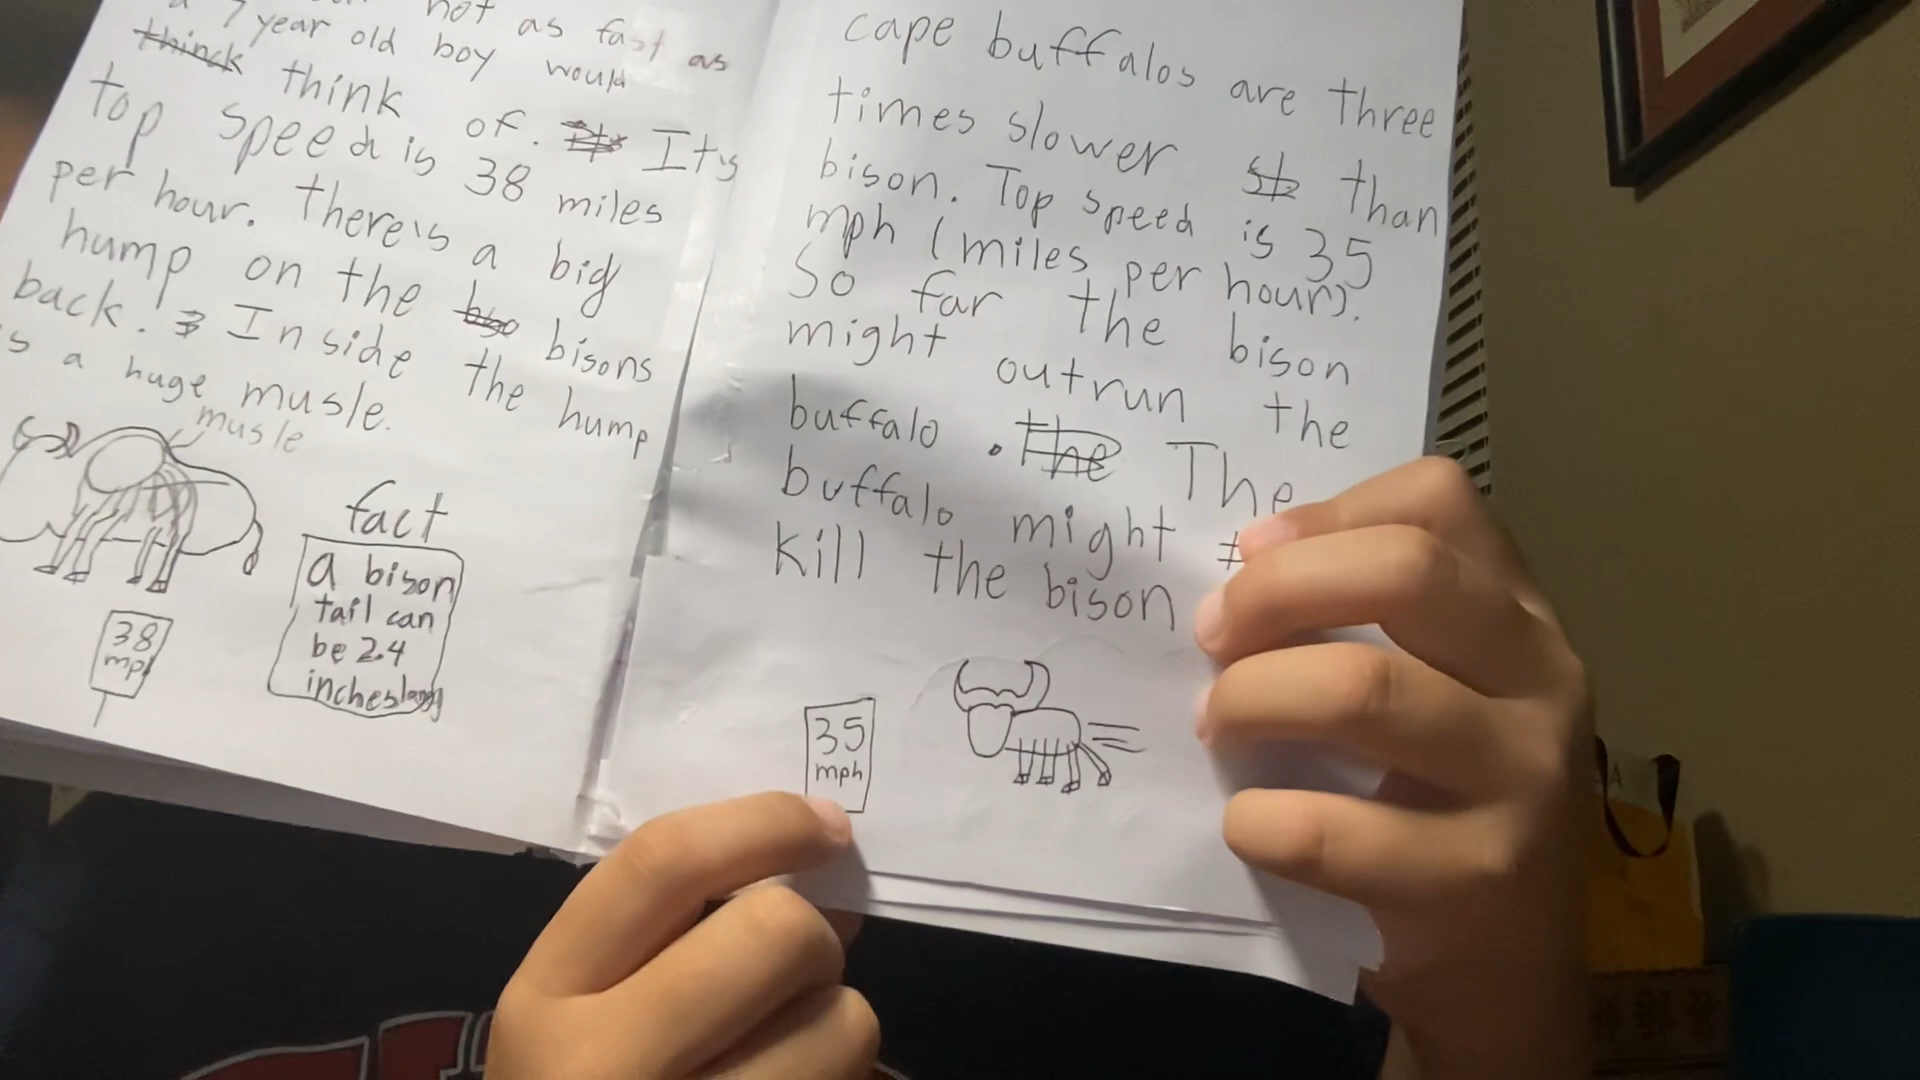 not as fast as
a 7 year old boy would
think of. Its
top speed is 38 miles
per hour. there's a big
hump on the bisons
back! Inside the hump
is a huge musle.
musle
fact
a bison
tail can
be 24
inches long
38
mph
cape buffalos are three
times slower than
bison. Top speed is 35
mph (miles per hour).
So far the bison
might outrun the
buffalo. The
buffalo might
kill the bison
35
mph